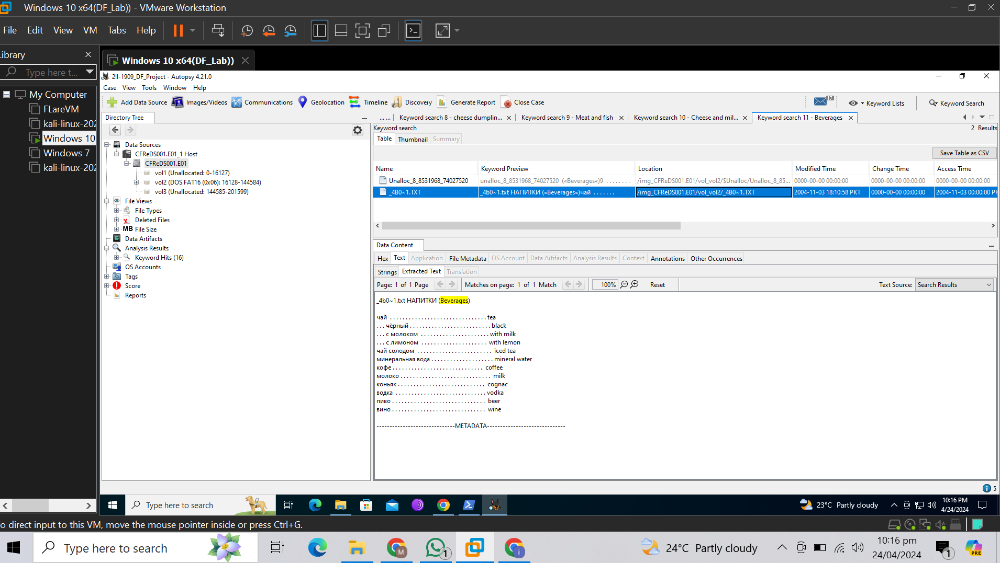 Windows 10 x64(DF_Lab)) - VMware Workstation
File Edit View VM Tabs Help
Library
Type here t...
My Computer
FLareVM
kali-linux-202
Windows 10
Windows 7
kali-linux-202
Windows 10 x64(DF_Lab))
2II-1909_DF_Project - Autopsy 4.21.0
Case View Tools Window Help
Add Data Source Images/Videos Communications Geolocation Timeline Discovery Generate Report Close Case 17 Keyword Lists Keyword Search
Directory Tree
Data Sources
CFReDS001.E01_1 Host
CFReDS001.E01
vol1 (Unallocated: 0-16127)
vol2 (DOS FAT16 (0x06): 16128-144584)
vol3 (Unallocated: 144585-201599)
File Views
File Types
Deleted Files
MB File Size
Data Artifacts
Analysis Results
Keyword Hits (16)
OS Accounts
Tags
Score
Reports
... ... Keyword search 8 - cheese dumplin... Keyword search 9 - Meat and fish Keyword search 10 - Cheese and mil... Keyword search 11 - Beverages
Keyword search 2 Results
Table Thumbnail Summary
Save Table as CSV
Name Keyword Preview Location Modified Time Change Time Access Time
Unalloc_8_8531968_74027520 unalloc_8_8531968_74027520 («Beverages«)9 ........ /img_CFReDS001.E01/vol_vol2/$Unalloc/Unalloc_8_85... 0000-00-00 00:00:00 0000-00-00 00:00:00 0000-00-00 00:00:00
_4B0~1.TXT _4b0~1.txt НАПИТКИ («Beverages«)чай ....... /img_CFReDS001.E01/vol_vol2/_4B0~1.TXT 2004-11-03 18:10:58 PKT 0000-00-00 00:00:00 2004-11-03 00:00:00 PK
Data Content
Hex Text Application File Metadata OS Account Data Artifacts Analysis Results Context Annotations Other Occurrences
Strings Extracted Text Translation
Page: 1 of 1 Page Matches on page: 1 of 1 Match 100% Reset Text Source: Search Results
_4b0~1.txt НАПИТКИ (Beverages)
чай ............................... tea
... чёрный .......................... black
... с молоком ...................... with milk
... с лимоном ..................... with lemon
чай солодом ........................ iced tea
минеральная вода .................... mineral water
кофе ............................. coffee
молоко ............................. milk
коньяк ............................ cognac
водка ............................. vodka
пиво .............................. beer
вино .............................. wine
------------------------------METADATA------------------------------
5
Type here to search 23°C Partly cloudy 10:16 PM
4/24/2024
o direct input to this VM, move the mouse pointer inside or press Ctrl+G.
Type here to search M 1 i 24°C Partly cloudy 10:16 pm
24/04/2024 1 PRE